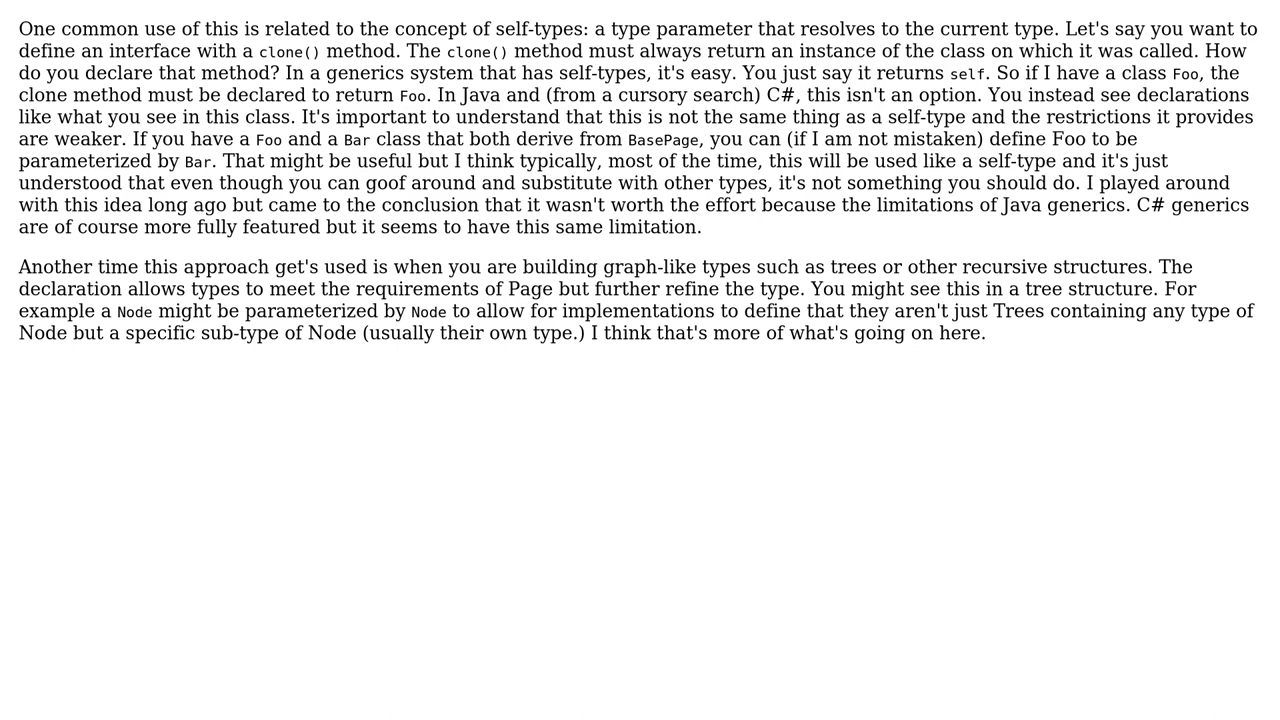 One common use of this is related to the concept of self-types: a type parameter that resolves to the current type. Let's say you want to
define an interface with a clone() method. The clone() method must always return an instance of the class on which it was called. How
do you declare that method? In a generics system that has self-types, it's easy. You just say it returns self. So if I have a class Foo, the
clone method must be declared to return Foo. In Java and (from a cursory search) C#, this isn't an option. You instead see declarations
like what you see in this class. It's important to understand that this is not the same thing as a self-type and the restrictions it provides
are weaker. If you have a Foo and a Bar class that both derive from BasePage, you can (if I am not mistaken) define Foo to be
parameterized by Bar. That might be useful but I think typically, most of the time, this will be used like a self-type and it's just
understood that even though you can goof around and substitute with other types, it's not something you should do. I played around
with this idea long ago but came to the conclusion that it wasn't worth the effort because the limitations of Java generics. C# generics
are of course more fully featured but it seems to have this same limitation.
Another time this approach get's used is when you are building graph-like types such as trees or other recursive structures. The
declaration allows types to meet the requirements of Page but further refine the type. You might see this in a tree structure. For
example a Node might be parameterized by Node to allow for implementations to define that they aren't just Trees containing any type of
Node but a specific sub-type of Node (usually their own type.) I think that's more of what's going on here.